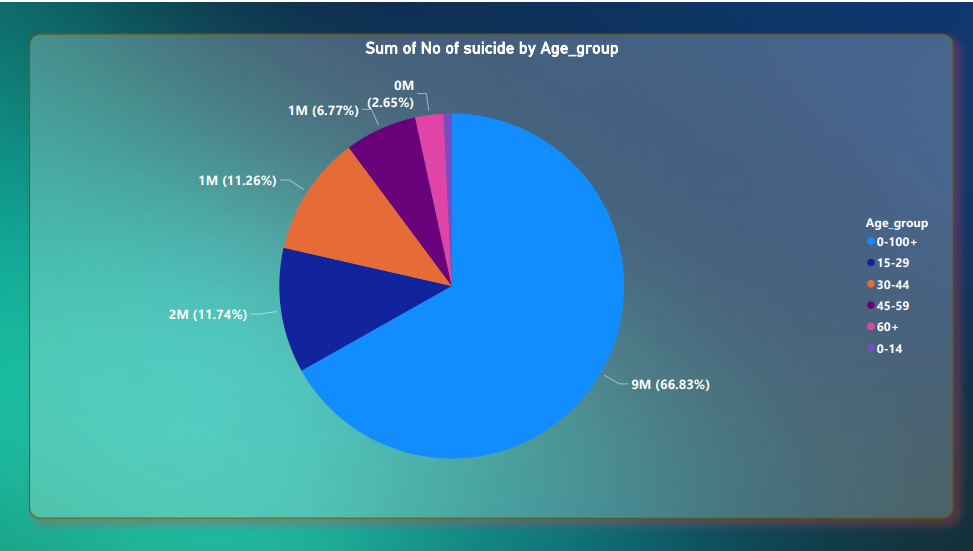 Sum of No of suicide by Age_group
0M
(2.65%)
1M (6.77%)
1M (11.26%)
2M (11.74%)
9M (66.83%)
Age_group
0-100+
15-29
30-44
45-59
60+
0-14